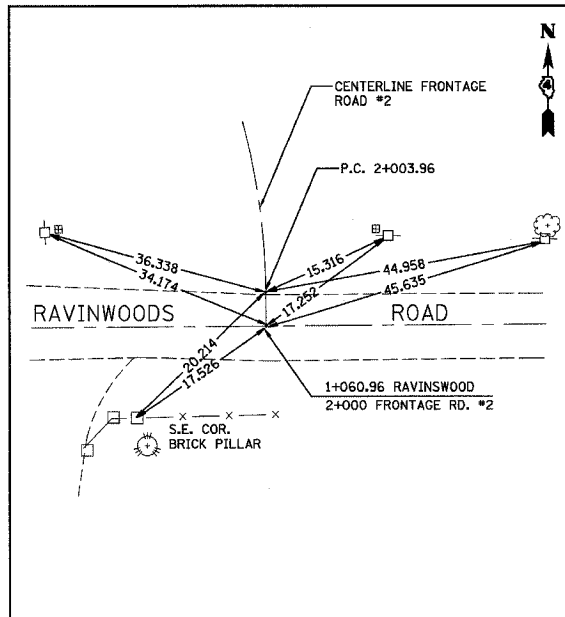 N
4
CENTERLINE FRONTAGE
ROAD #2
P.C. 2+003.96
36.338
34.174
15.316
17.252
44.958
45.635
RAVINWOODS ROAD
20.214
17.526
1+060.96 RAVINSWOOD
2+000 FRONTAGE RD. #2
S.E. COR.
BRICK PILLAR